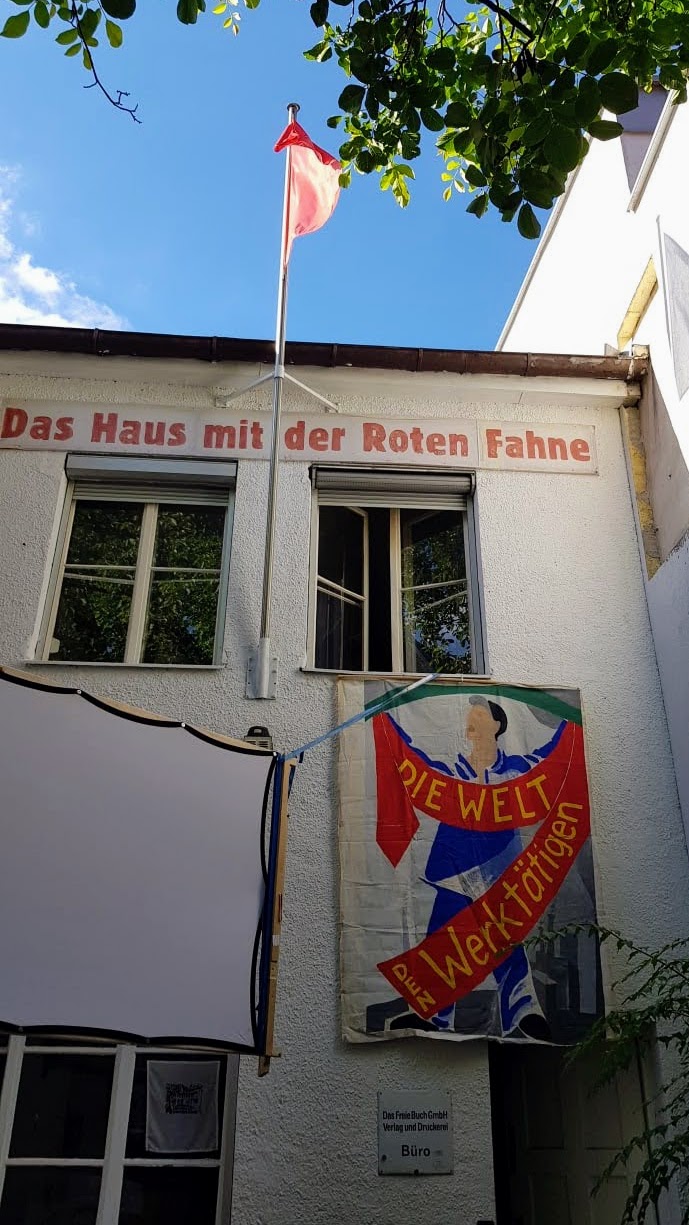 Das Haus mit der Roten Fahne
DIE WELT
DEN Werktätigen
Das Freie Buch GmbH
Verlag und Druckerei
Büro